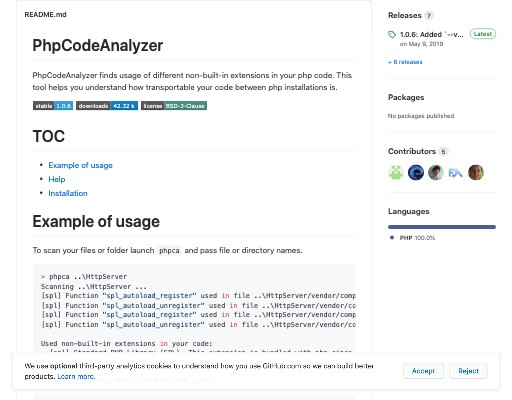 README.md
PhpCodeAnalyzer
PhpCodeAnalyzer finds usage of different non-built-in extensions in your php code. This
tool helps you understand how transportable your code between php installations is.
stable 1.0.6 downloads 42.32 k license BSD-3-Clause
TOC
• Example of usage
• Help
• Installation
Example of usage
To scan your files or folder launch phpca and pass file or directory names.
> phpca ..\HttpServer
Scanning ..\HttpServer ...
[spl] Function "spl_autoload_register" used in file ..\HttpServer/vendor/comp
[spl] Function "spl_autoload_unregister" used in file ..\HttpServer/vendor/co
[spl] Function "spl_autoload_register" used in file ..\HttpServer/vendor/comp
[spl] Function "spl_autoload_unregister" used in file ..\HttpServer/vendor/co
Used non-built-in extensions in your code:
We use optional third-party analytics cookies to understand how you use GitHub.com so we can build better
products. Learn more.
Accept
Reject
Releases 7
1.0.6: Added `--v... Latest
on May 9, 2019
+ 6 releases
Packages
No packages published
Contributors 5
Languages
PHP 100.0%